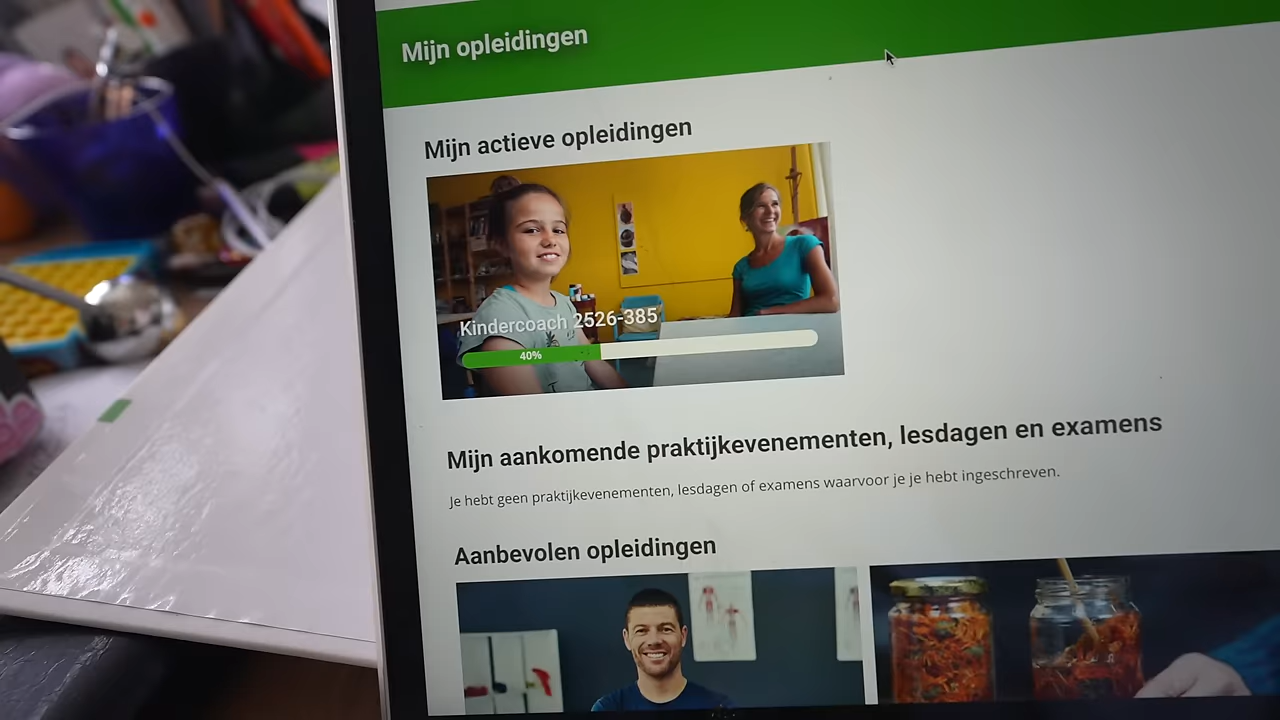 Mijn opleidingen
Mijn actieve opleidingen
Kindercoach 2526-385
40%
Mijn aankomende praktijkevenementen, lesdagen en examens
Je hebt geen praktijkevenementen, lesdagen of examens waarvoor je je hebt ingeschreven.
Aanbevolen opleidingen